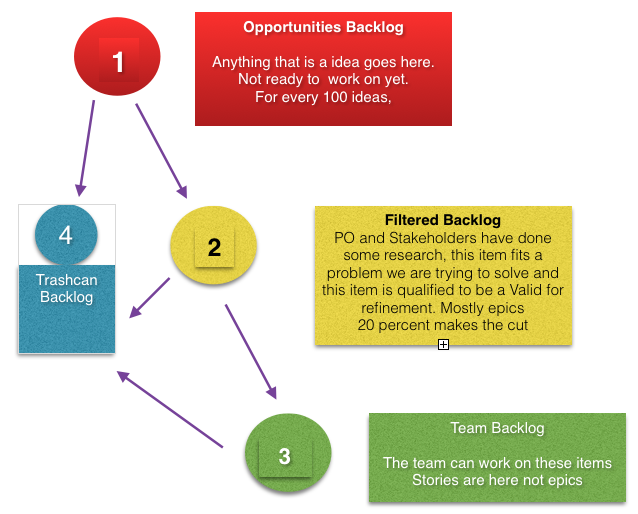 1
Opportunities Backlog
Anything that is a idea goes here.
Not ready to work on yet.
For every 100 ideas,
4
Trashcan
Backlog
2
Filtered Backlog
PO and Stakeholders have done
some research, this item fits a
problem we are trying to solve and
this item is qualified to be a Valid for
refinement. Mostly epics
20 percent makes the cut
3
Team Backlog
The team can work on these items
Stories are here not epics